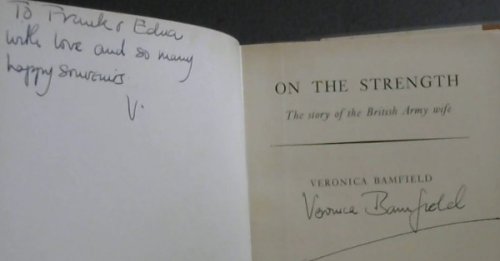 To Frank & Edna
with love and so many
happy souvenirs
V.
ON THE STRENGTH
The story of the British Army wife
VERONICA BAMFIELD
Veronica Bamfield